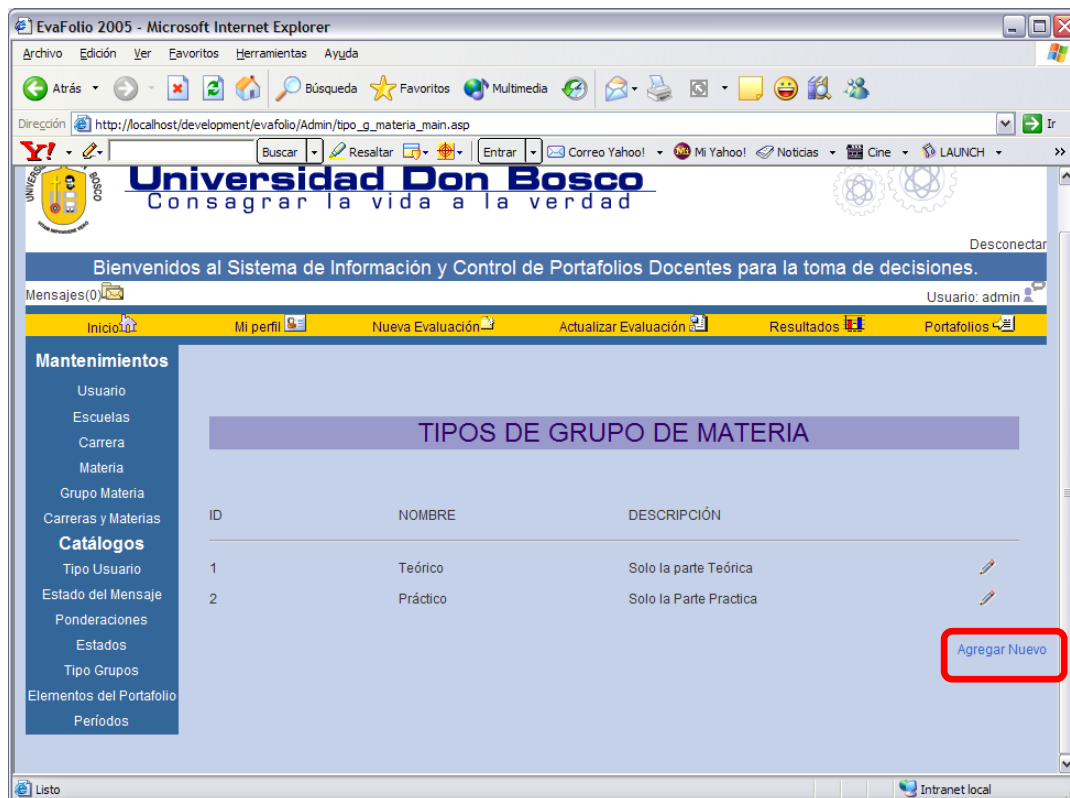 EvaFolio 2005 - Microsoft Internet Explorer
Archivo Edición Ver Favoritos Herramientas Ayuda
Atrás Búsqueda Favoritos Multimedia
Dirección http://localhost/development/evafolio/Admin/tipo_g_materia_main.asp Ir
Y! Buscar Resaltar Entrar Correo Yahoo! Mi Yahoo! Noticias Cine LAUNCH »
Universidad Don Bosco
Consagrar la vida a la verdad
Desconectar
Bienvenidos al Sistema de Información y Control de Portafolios Docentes para la toma de decisiones.
Mensajes(0) Usuario: admin
Inicio Mi perfil Nueva Evaluación Actualizar Evaluación Resultados Portafolios
Mantenimientos
Usuario
Escuelas
Carrera
Materia
Grupo Materia
Carreras y Materias
Catálogos
Tipo Usuario
Estado del Mensaje
Ponderaciones
Estados
Tipo Grupos
Elementos del Portafolio
Períodos
TIPOS DE GRUPO DE MATERIA
ID NOMBRE DESCRIPCIÓN
1 Teórico Solo la parte Teórica
2 Práctico Solo la Parte Practica
Agregar Nuevo
Listo Intranet local